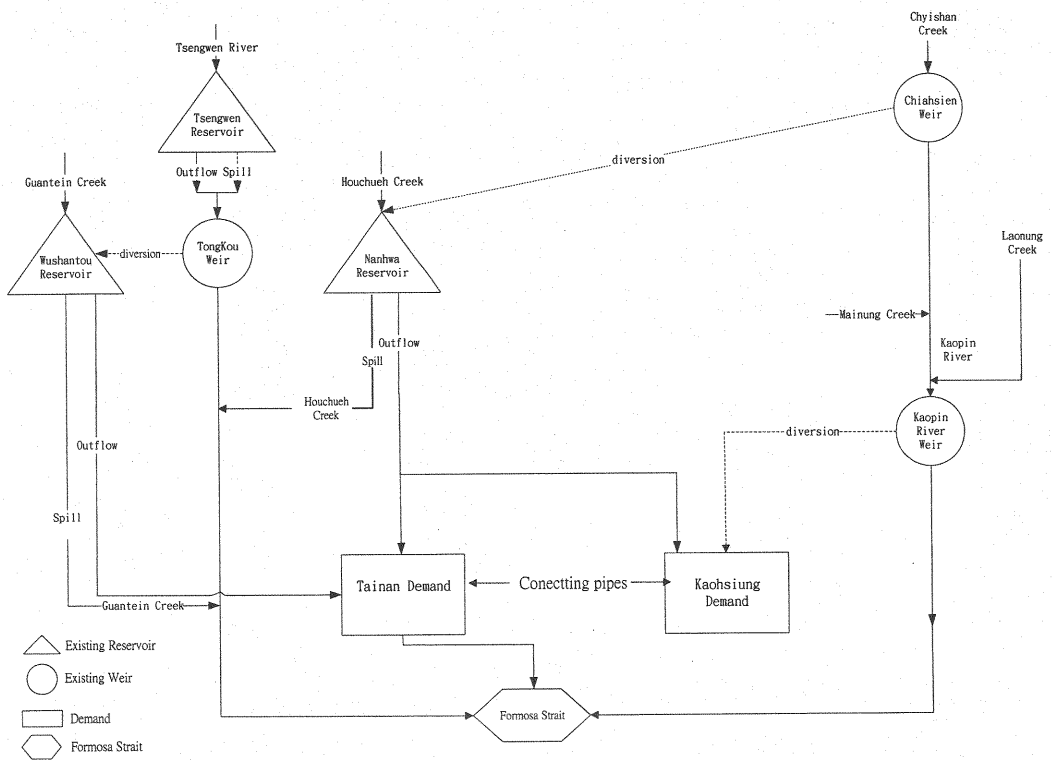 Chyishan
Creek
Tsengwen River
Tsengwen
Reservoir
Chiahsien
Weir
diversion
Outflow Spill
Guantein Creek
Houchueh Creek
Laonung
Creek
Wushantou
Reservoir
diversion
TongKou
Weir
Nanhwa
Reservoir
Mainung Creek
Outflow
Kaopin
River
Spill
Houchueh
Creek
Kaopin
River
Weir
diversion
Outflow
Spill
Tainan Demand
Conectting pipes
Kaohsiung
Demand
Guantein Creek
Existing Reservoir
Existing Weir
Demand
Formosa Strait
Formosa Strait